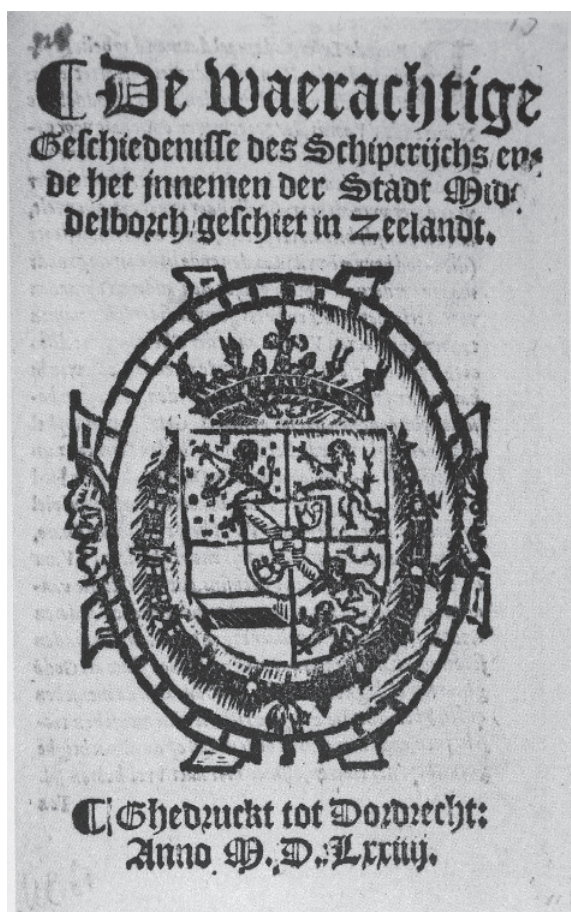 ¶ De waerachtige
Geschiedenisse des Schipcrijchs en⸗
de het innemen der Stadt Mid⸗
delborch/geschiet in Zeelandt.
¶ Ghedruckt tot Dordrecht:
Anno M. D. Lxxiiij.